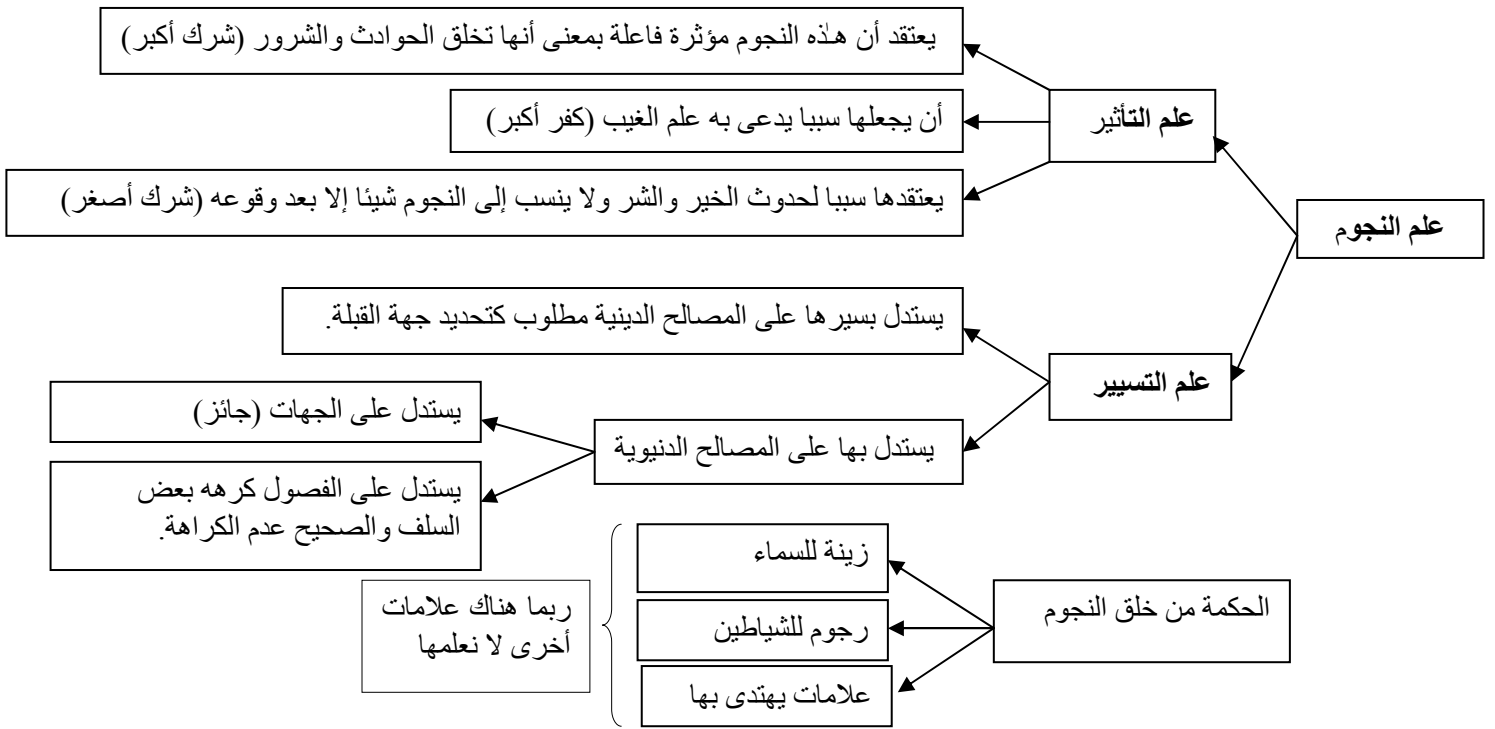 علم النجوم
علم التأثير
يعتقد أن هذه النجوم مؤثرة فاعلة بمعنى أنها تخلق الحوادث والشرور (شرك أكبر)
أن يجعلها سببا يدعى به علم الغيب (كفر أكبر)
يعتقدها سببا لحدوث الخير والشر ولا ينسب إلى النجوم شيئا إلا بعد وقوعه (شرك أصغر)
علم التسيير
يستدل بسيرها على المصالح الدينية مطلوب كتحديد جهة القبلة.
يستدل بها على المصالح الدنيوية
يستدل على الجهات (جائز)
يستدل على الفصول كرهه بعض
السلف والصحيح عدم الكراهة.
الحكمة من خلق النجوم
زينة للسماء
رجوم للشياطين
علامات يهتدى بها
ربما هناك علامات
أخرى لا نعلمها